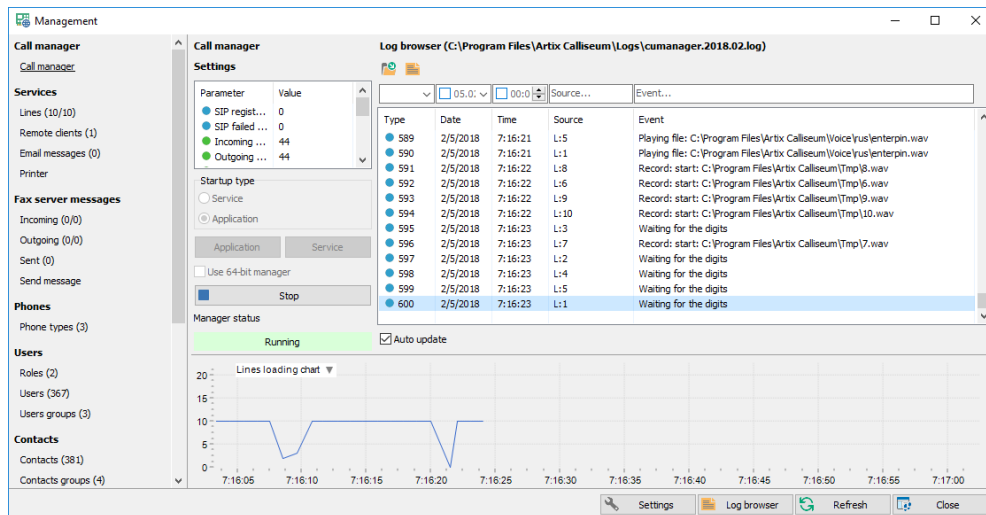 Management
Call manager
Call manager
Services
Lines (10/10)
Remote clients (1)
Email messages (0)
Printer
Fax server messages
Incoming (0/0)
Outgoing (0/0)
Sent (0)
Send message
Phones
Phone types (3)
Users
Roles (2)
Users (367)
Users groups (3)
Contacts
Contacts (381)
Contacts groups (4)
Call manager
Settings
Parameter Value
SIP regist... 0
SIP failed ... 0
Incoming ... 44
Outgoing ... 44
Startup type
Service
Application
Application Service
Use 64-bit manager
Stop
Manager status
Running
Log browser (C:\Program Files\Artix Calliseum\Logs\cumanager.2018.02.log)
05.0 00:0 Source... Event...
Type Date Time Source Event
589 2/5/2018 7:16:21 L:5 Playing file: C:\Program Files\Artix Calliseum\Voice\rus\enterpin.wav
590 2/5/2018 7:16:21 L:1 Playing file: C:\Program Files\Artix Calliseum\Voice\rus\enterpin.wav
591 2/5/2018 7:16:22 L:8 Record: start: C:\Program Files\Artix Calliseum\Tmp\8.wav
592 2/5/2018 7:16:22 L:6 Record: start: C:\Program Files\Artix Calliseum\Tmp\6.wav
593 2/5/2018 7:16:22 L:9 Record: start: C:\Program Files\Artix Calliseum\Tmp\9.wav
594 2/5/2018 7:16:22 L:10 Record: start: C:\Program Files\Artix Calliseum\Tmp\10.wav
595 2/5/2018 7:16:23 L:3 Waiting for the digits
596 2/5/2018 7:16:23 L:7 Record: start: C:\Program Files\Artix Calliseum\Tmp\7.wav
597 2/5/2018 7:16:23 L:2 Waiting for the digits
598 2/5/2018 7:16:23 L:4 Waiting for the digits
599 2/5/2018 7:16:23 L:5 Waiting for the digits
600 2/5/2018 7:16:23 L:1 Waiting for the digits
Auto update
Lines loading chart
20
15
10
5
0
7:16:05 7:16:10 7:16:15 7:16:20 7:16:25 7:16:30 7:16:35 7:16:40 7:16:45 7:16:50 7:16:55 7:17:00
Settings Log browser Refresh Close